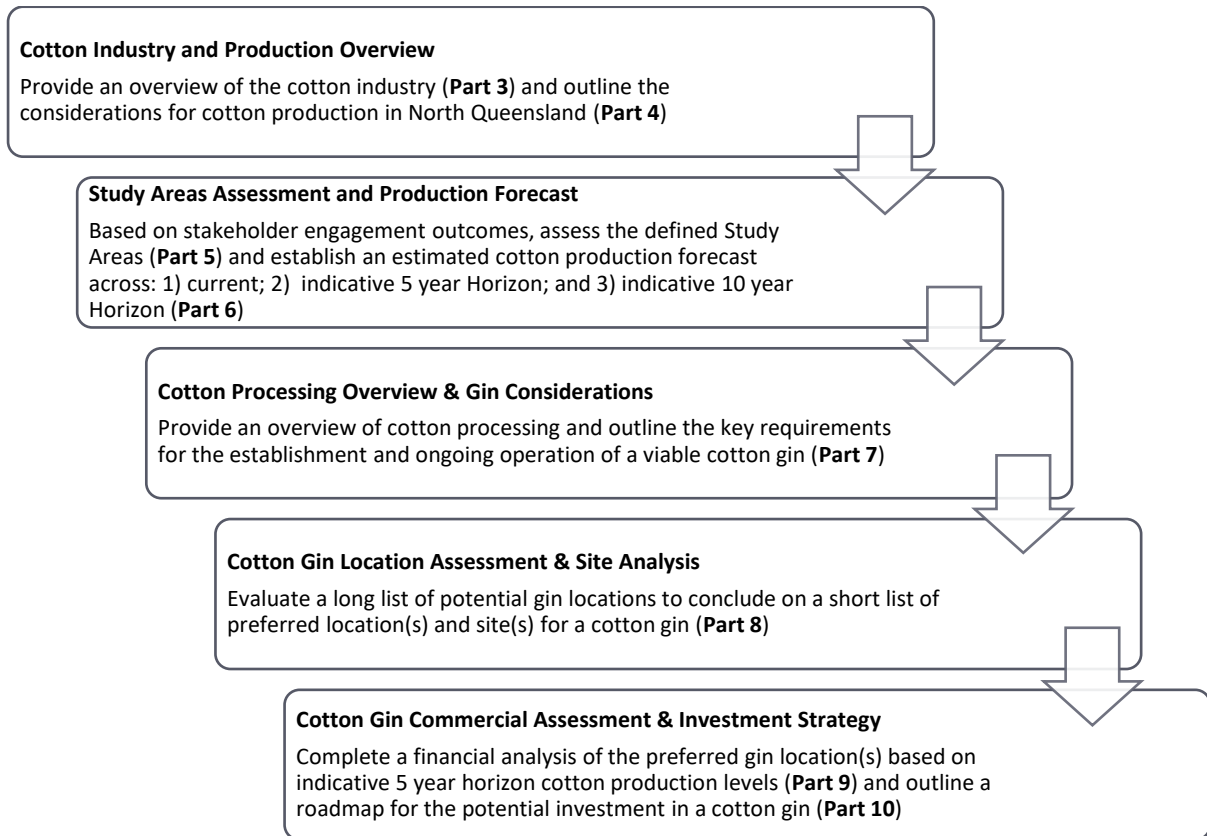 Cotton Industry and Production Overview
Provide an overview of the cotton industry (Part 3) and outline the
considerations for cotton production in North Queensland (Part 4)
Study Areas Assessment and Production Forecast
Based on stakeholder engagement outcomes, assess the defined Study
Areas (Part 5) and establish an estimated cotton production forecast
across: 1) current; 2) indicative 5 year Horizon; and 3) indicative 10 year
Horizon (Part 6)
Cotton Processing Overview & Gin Considerations
Provide an overview of cotton processing and outline the key requirements
for the establishment and ongoing operation of a viable cotton gin (Part 7)
Cotton Gin Location Assessment & Site Analysis
Evaluate a long list of potential gin locations to conclude on a short list of
preferred location(s) and site(s) for a cotton gin (Part 8)
Cotton Gin Commercial Assessment & Investment Strategy
Complete a financial analysis of the preferred gin location(s) based on
indicative 5 year horizon cotton production levels (Part 9) and outline a
roadmap for the potential investment in a cotton gin (Part 10)